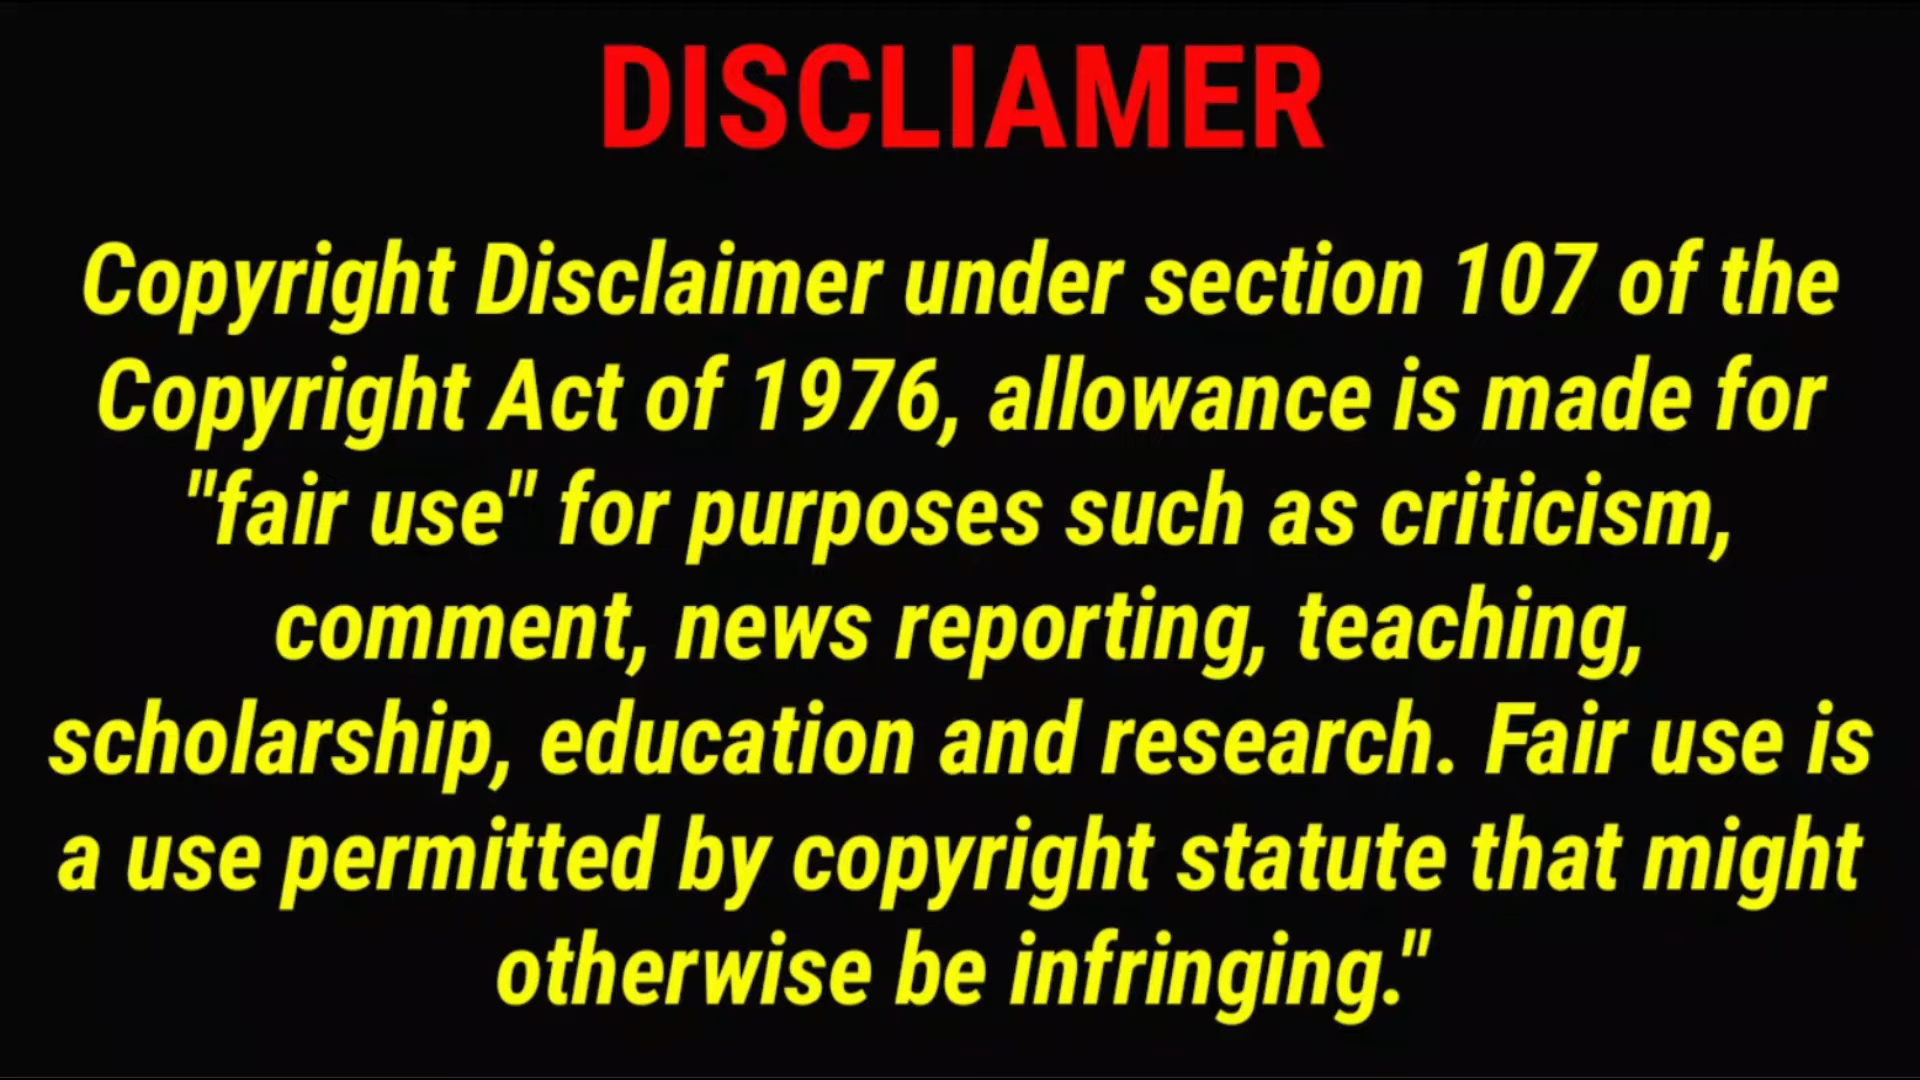 DISCLIAMER
Copyright Disclaimer under section 107 of the
Copyright Act of 1976, allowance is made for
"fair use" for purposes such as criticism,
comment, news reporting, teaching,
scholarship, education and research. Fair use is
a use permitted by copyright statute that might
otherwise be infringing."